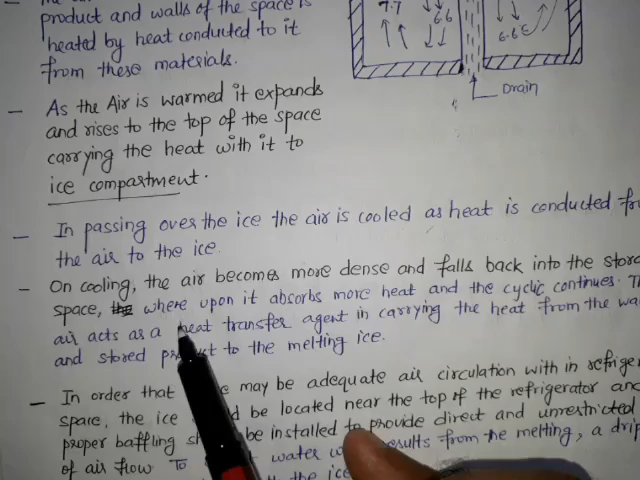 product and walls of the space is
heated by heat conducted to it
from these materials.
7.7
6.6
6.6
Drain
- As the Air is warmed it expands
and rises to the top of the space
carrying the heat with it to
ice compartment.
- In passing over the ice the air is cooled as heat is conducted
the air to the ice.
- On cooling, the air becomes more dense and falls back into the
space, where upon it absorbs more heat and the cyclic continues.
air acts as a heat transfer agent in carrying the heat from the
and stored to the melting ice.
- In order that may be adequate air circulation with in
space, the ice be located near the top of the refrigerator and
proper baffling be installed to provide direct and unrestricted
of air flow To water results from the melting, a
the ice